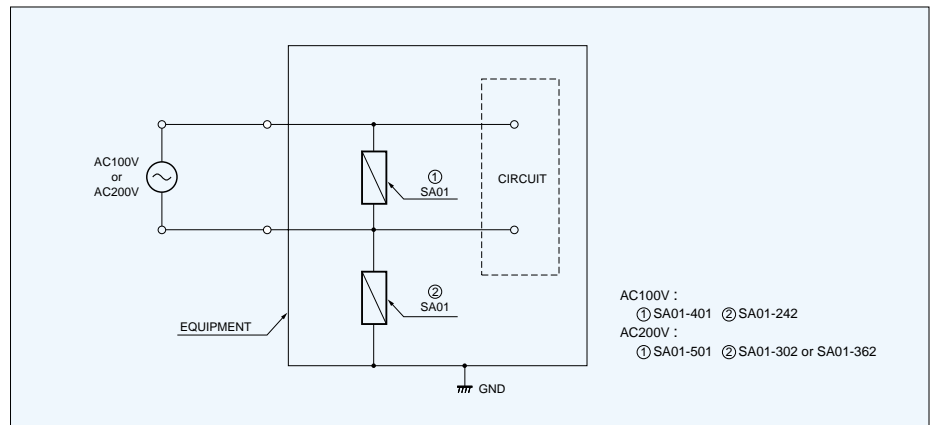 AC100V
or
AC200V
①
SA01
CIRCUIT
②
SA01
EQUIPMENT
GND
AC100V :
① SA01-401 ② SA01-242
AC200V :
① SA01-501 ② SA01-302 or SA01-362